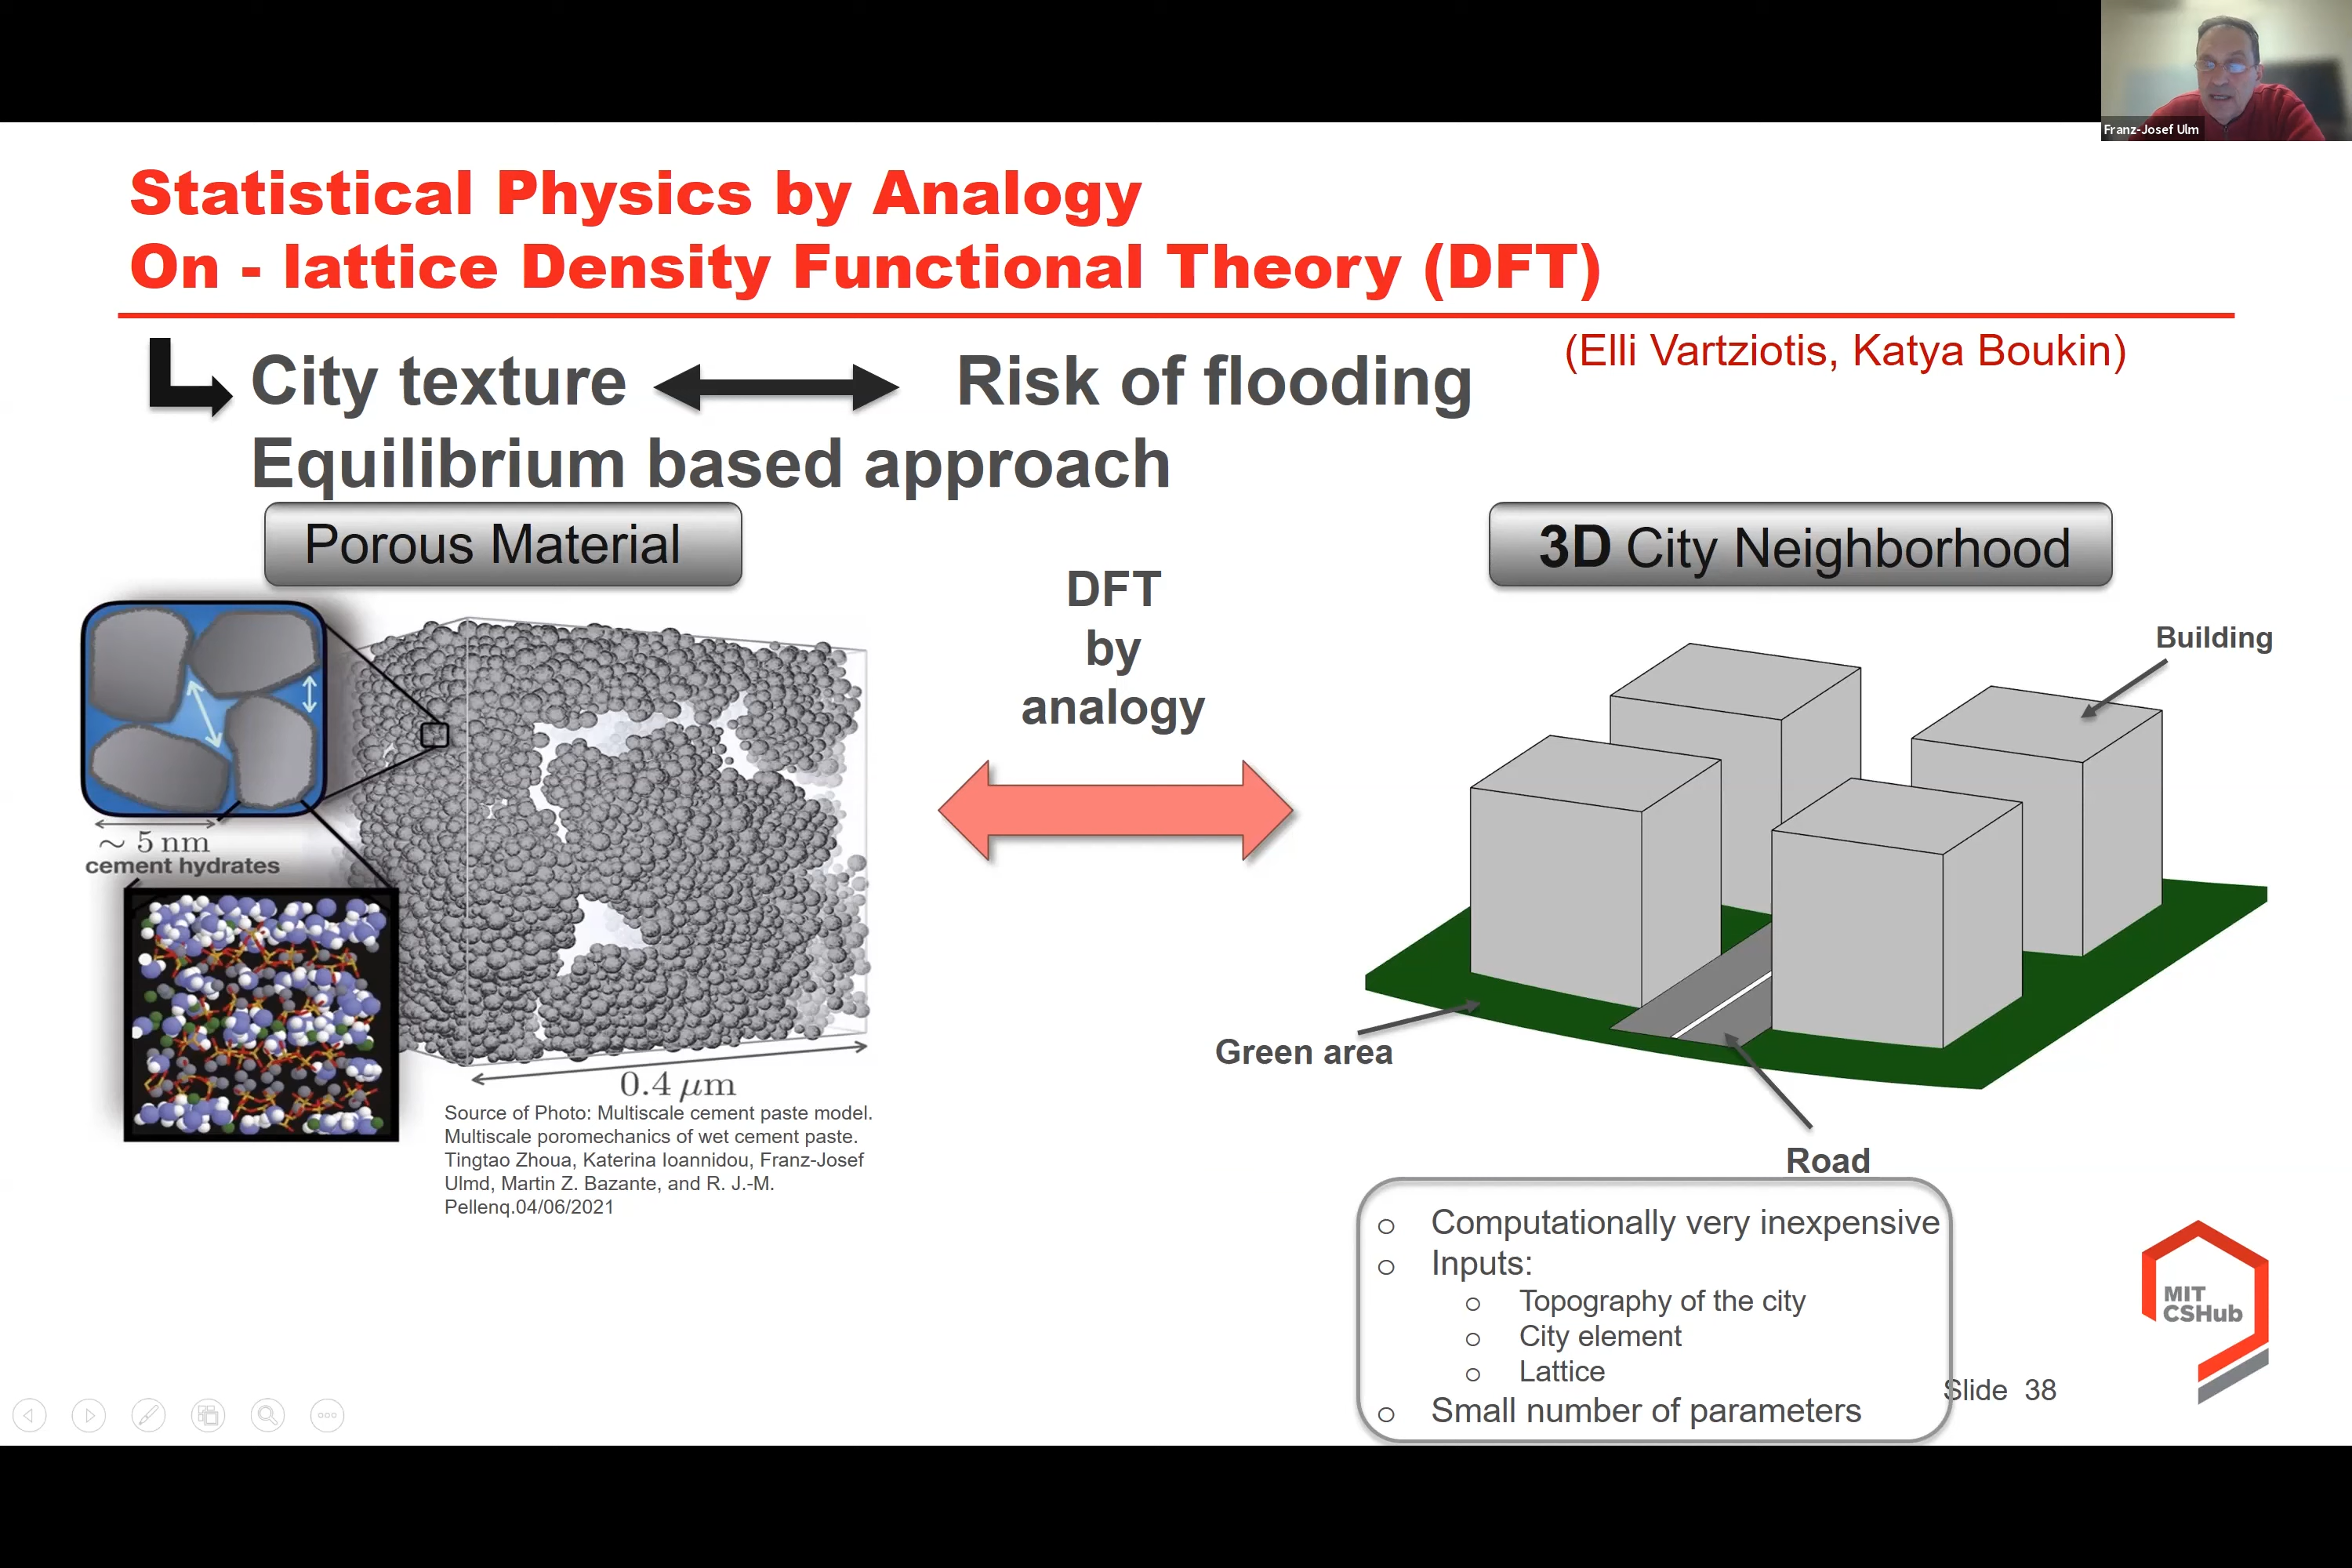 Franz-Josef Ulm
Statistical Physics by Analogy
On - lattice Density Functional Theory (DFT)
(Elli Vartziotis, Katya Boukin)
City texture
Risk of flooding
Equilibrium based approach
Porous Material
~ 5 nm
cement hydrates
0.4 μm
Source of Photo: Multiscale cement paste model.
Multiscale poromechanics of wet cement paste.
Tingtao Zhoua, Katerina Ioannidou, Franz-Josef
Ulmd, Martin Z. Bazante, and R. J.-M.
Pellenq.04/06/2021
DFT
by
analogy
3D City Neighborhood
Building
Green area
Road
Computationally very inexpensive
Inputs:
Topography of the city
City element
Lattice
Small number of parameters
MIT
CSHub
Slide 38